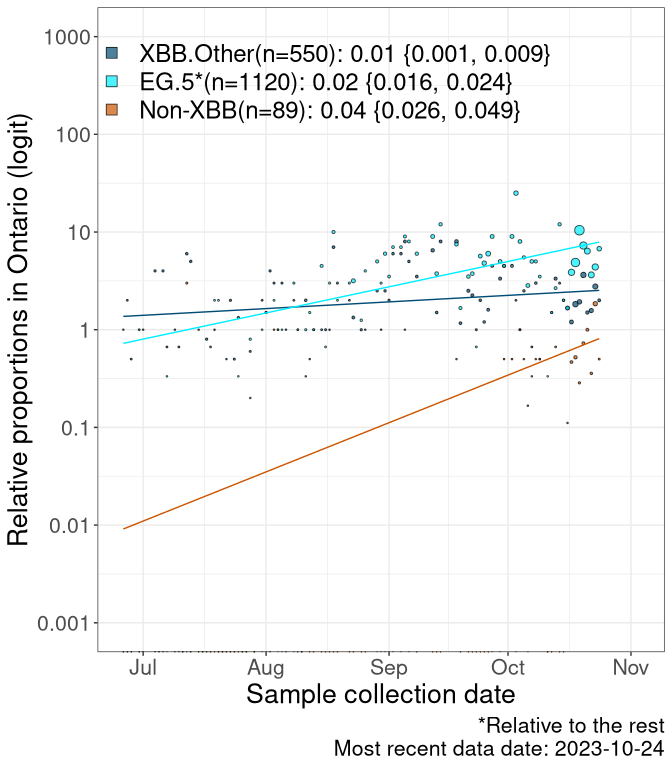 XBB.Other(n=550): 0.01 {0.001, 0.009}
EG.5*(n=1120): 0.02 {0.016, 0.024}
Non-XBB(n=89): 0.04 {0.026, 0.049}
Relative proportions in Ontario (logit)
1000
100
10
1
0.1
0.01
0.001
Jul Aug Sep Oct Nov
Sample collection date
*Relative to the rest
Most recent data date: 2023-10-24